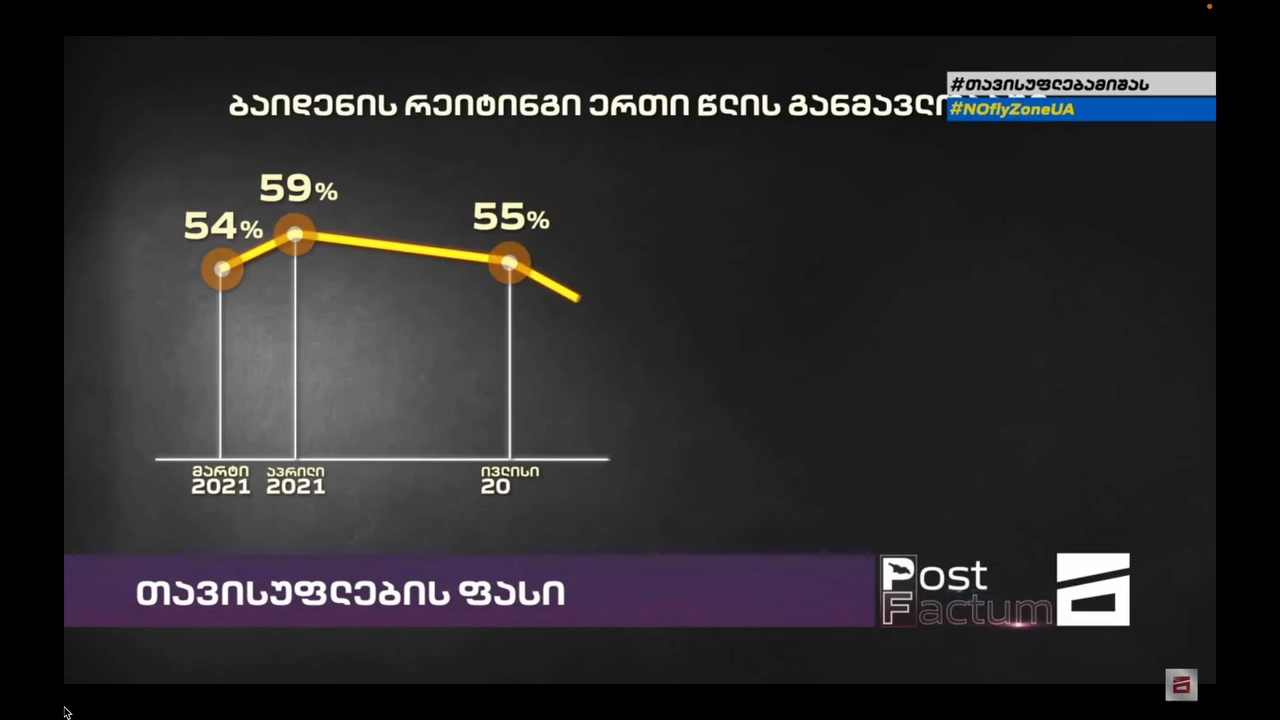 #თავისუფლებამიშას
#NOflyZoneUA
ბაიდენის რეიტინგი ერთი წლის
54%
59%
55%
მარტი
2021
აპრილი
2021
ივლისი
20
თავისუფლების ფასი
Post
Factum